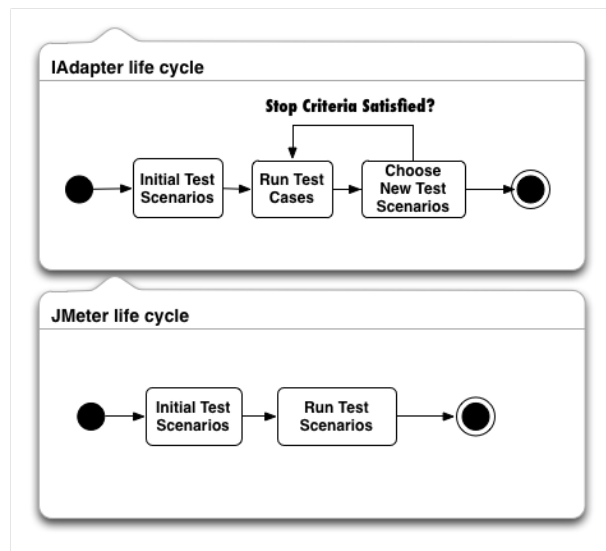 IAdapter life cycle
Stop Criteria Satisfied?
Initial Test
Scenarios
Run Test
Cases
Choose
New Test
Scenarios
JMeter life cycle
Initial Test
Scenarios
Run Test
Scenarios